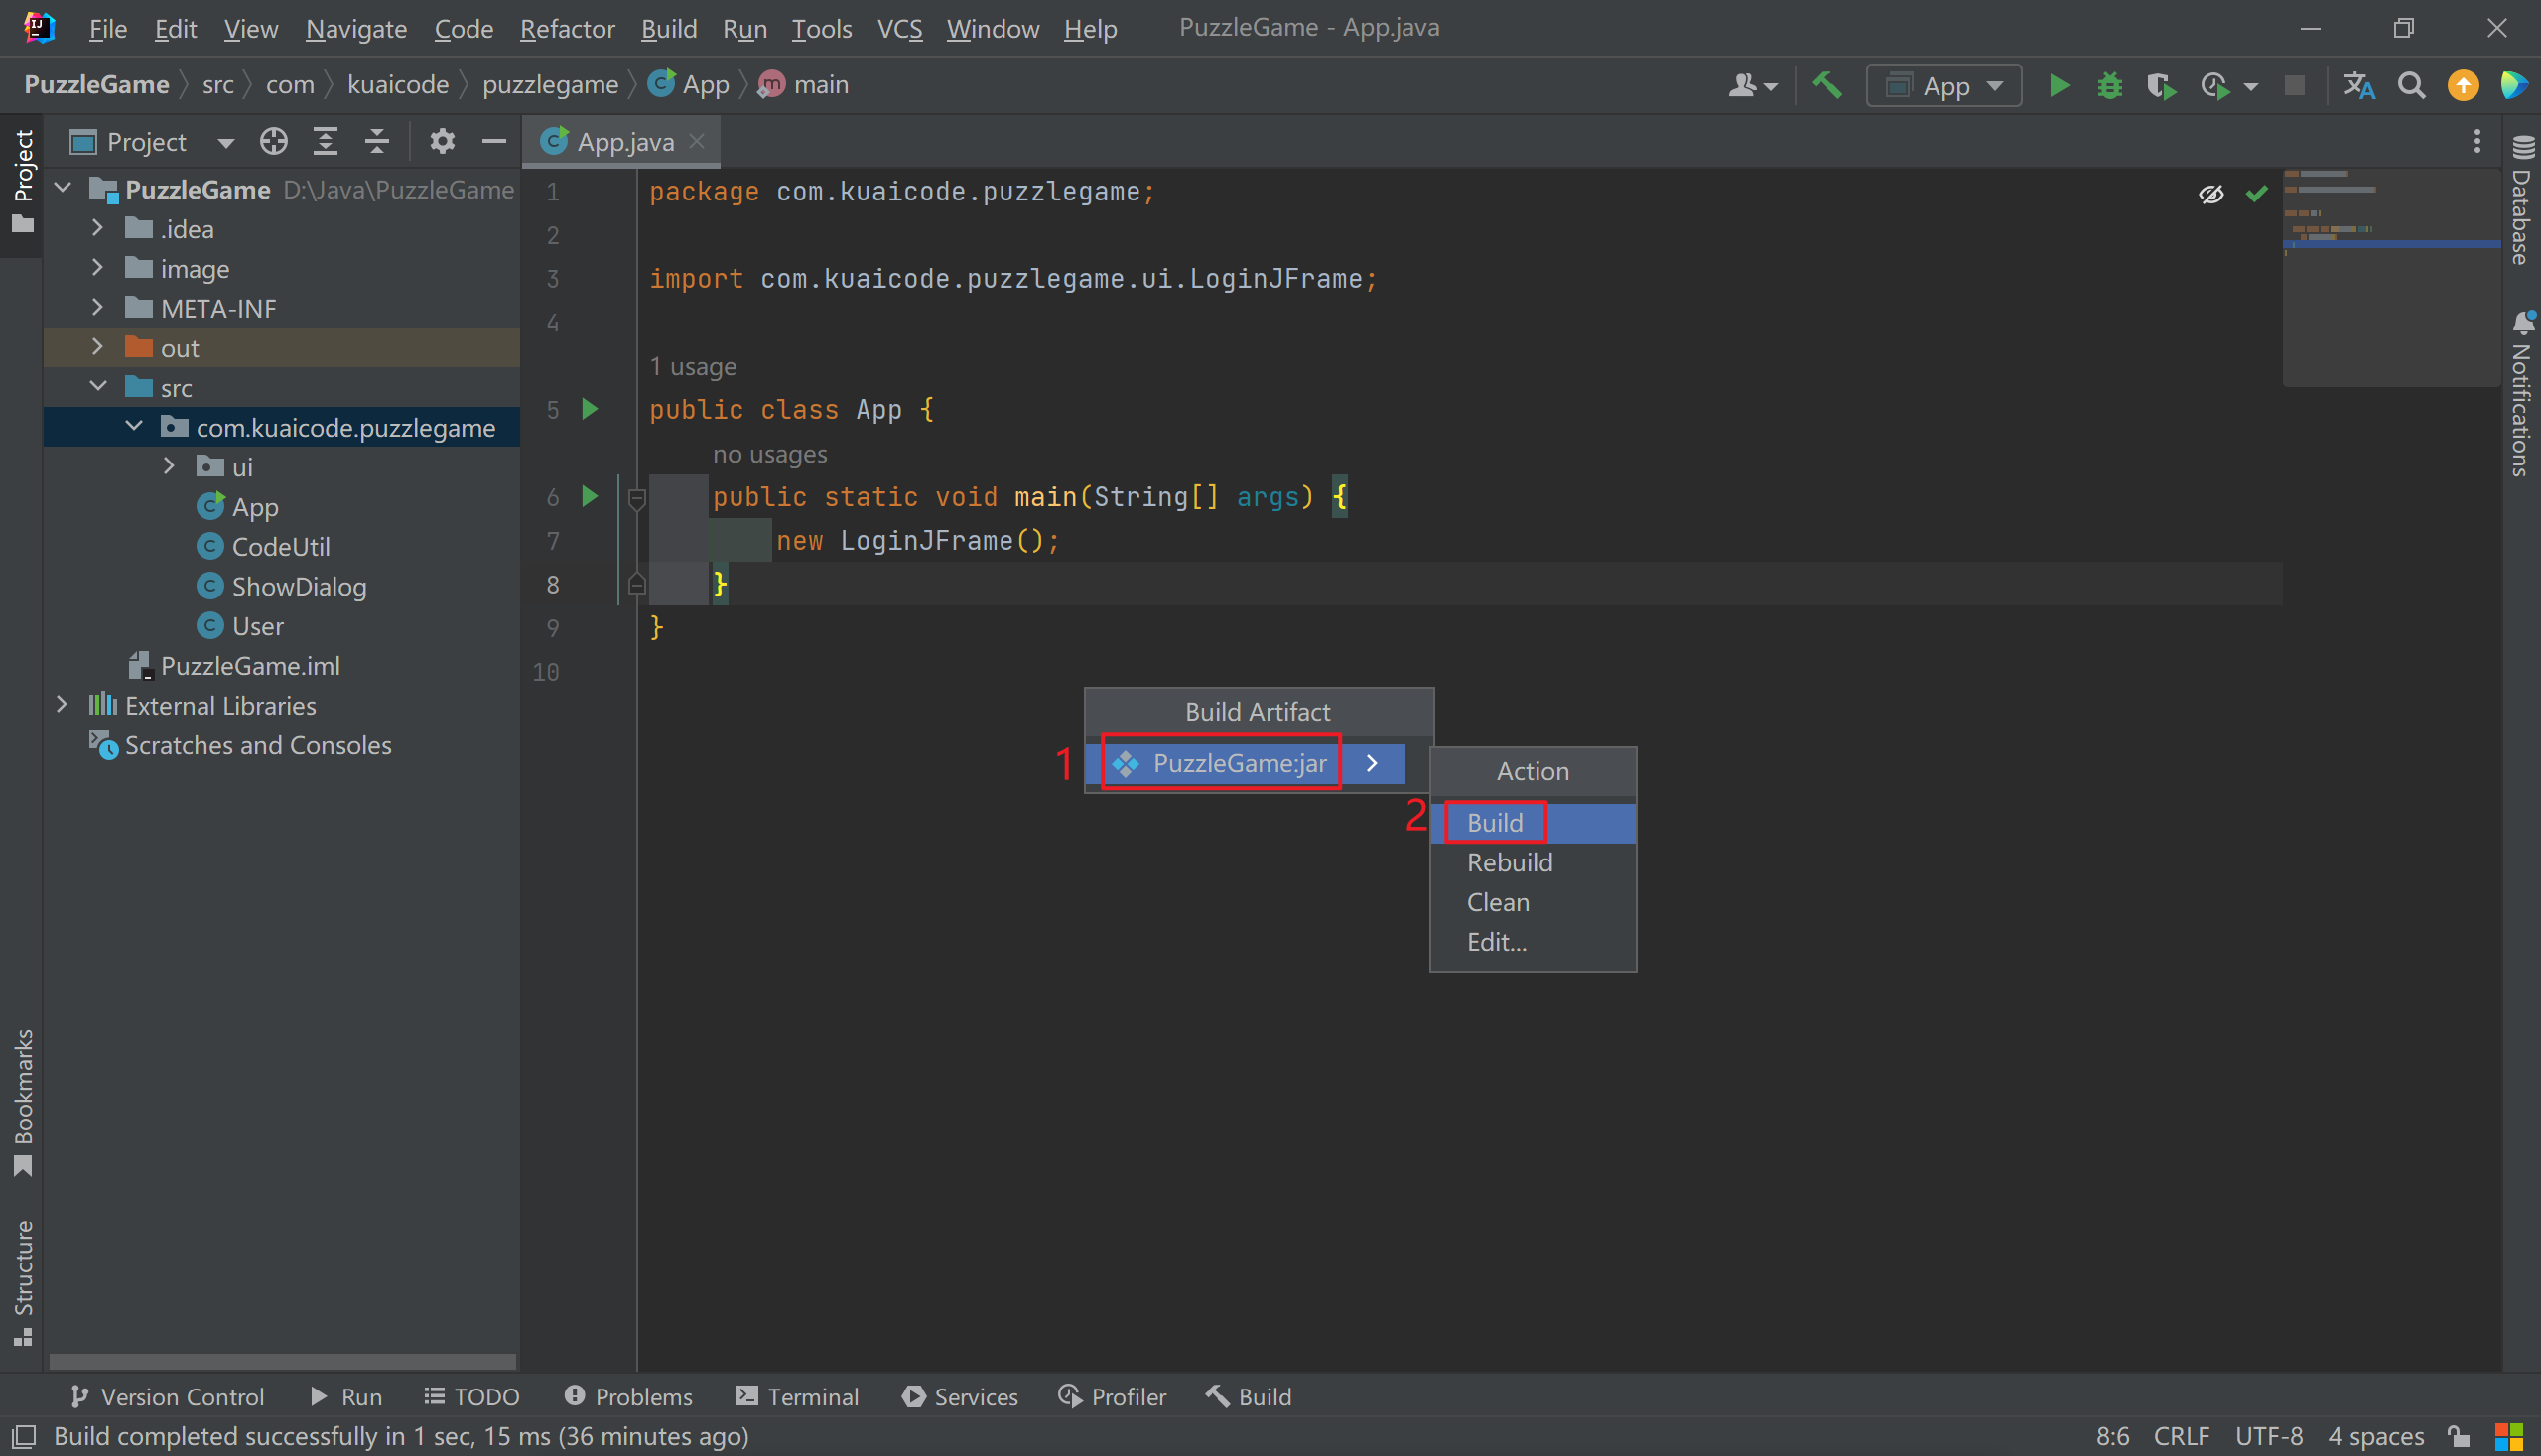 File Edit View Navigate Code Refactor Build Run Tools VCS Window Help PuzzleGame - App.java
PuzzleGame src com kuaicode puzzlegame App main
App
Project
App.java
Project
PuzzleGame D:\Java\PuzzleGame
.idea
image
META-INF
out
src
com.kuaicode.puzzlegame
ui
App
CodeUtil
ShowDialog
User
PuzzleGame.iml
External Libraries
Scratches and Consoles
Bookmarks
Structure
1 package com.kuaicode.puzzlegame;
2
3 import com.kuaicode.puzzlegame.ui.LoginJFrame;
4
1 usage
5 public class App {
no usages
6 public static void main(String[] args) {
7 new LoginJFrame();
8 }
9 }
10
Build Artifact
1 PuzzleGame:jar
Action
2 Build
Rebuild
Clean
Edit...
Database
Notifications
Version Control Run TODO Problems Terminal Services Profiler Build
Build completed successfully in 1 sec, 15 ms (36 minutes ago) 8:6 CRLF UTF-8 4 spaces